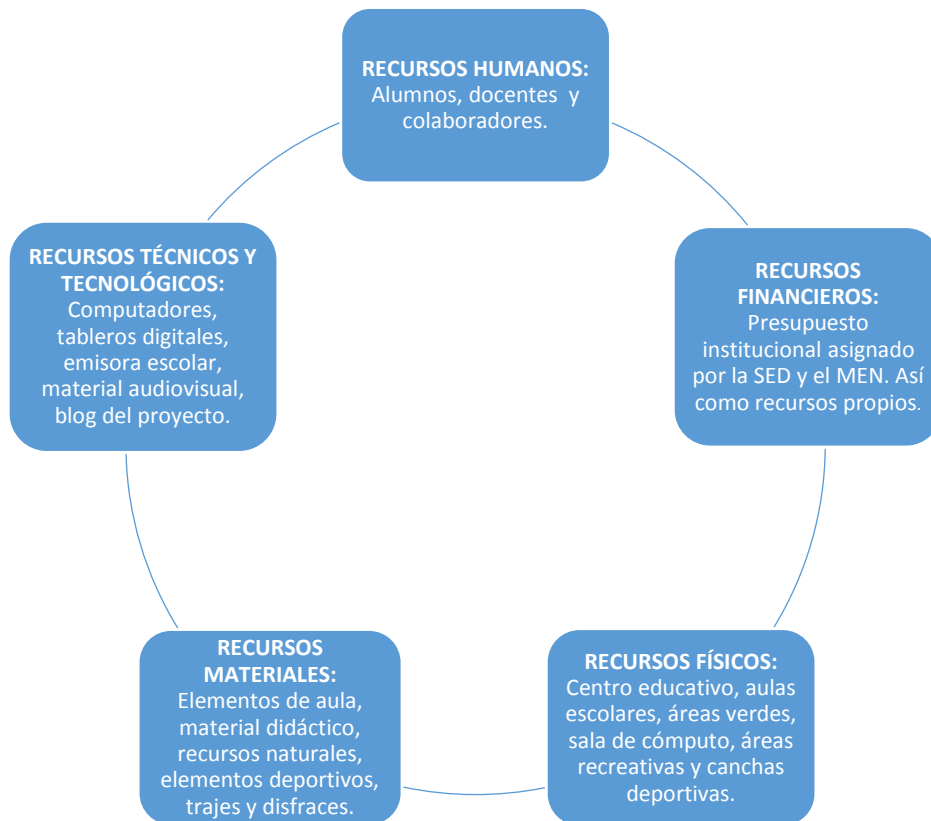 RECURSOS HUMANOS:
Alumnos, docentes y
colaboradores.
RECURSOS
FINANCIEROS:
Presupuesto
institucional asignado
por la SED y el MEN. Así
como recursos propios.
RECURSOS FÍSICOS:
Centro educativo, aulas
escolares, áreas verdes,
sala de cómputo, áreas
recreativas y canchas
deportivas.
RECURSOS
MATERIALES:
Elementos de aula,
material didáctico,
recursos naturales,
elementos deportivos,
trajes y disfraces.
RECURSOS TÉCNICOS Y
TECNOLÓGICOS:
Computadores,
tableros digitales,
emisora escolar,
material audiovisual,
blog del proyecto.